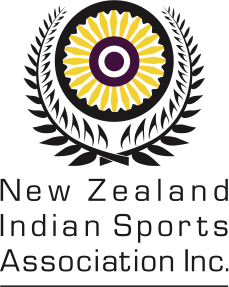 New Zealand
Indian Sports
Association Inc.